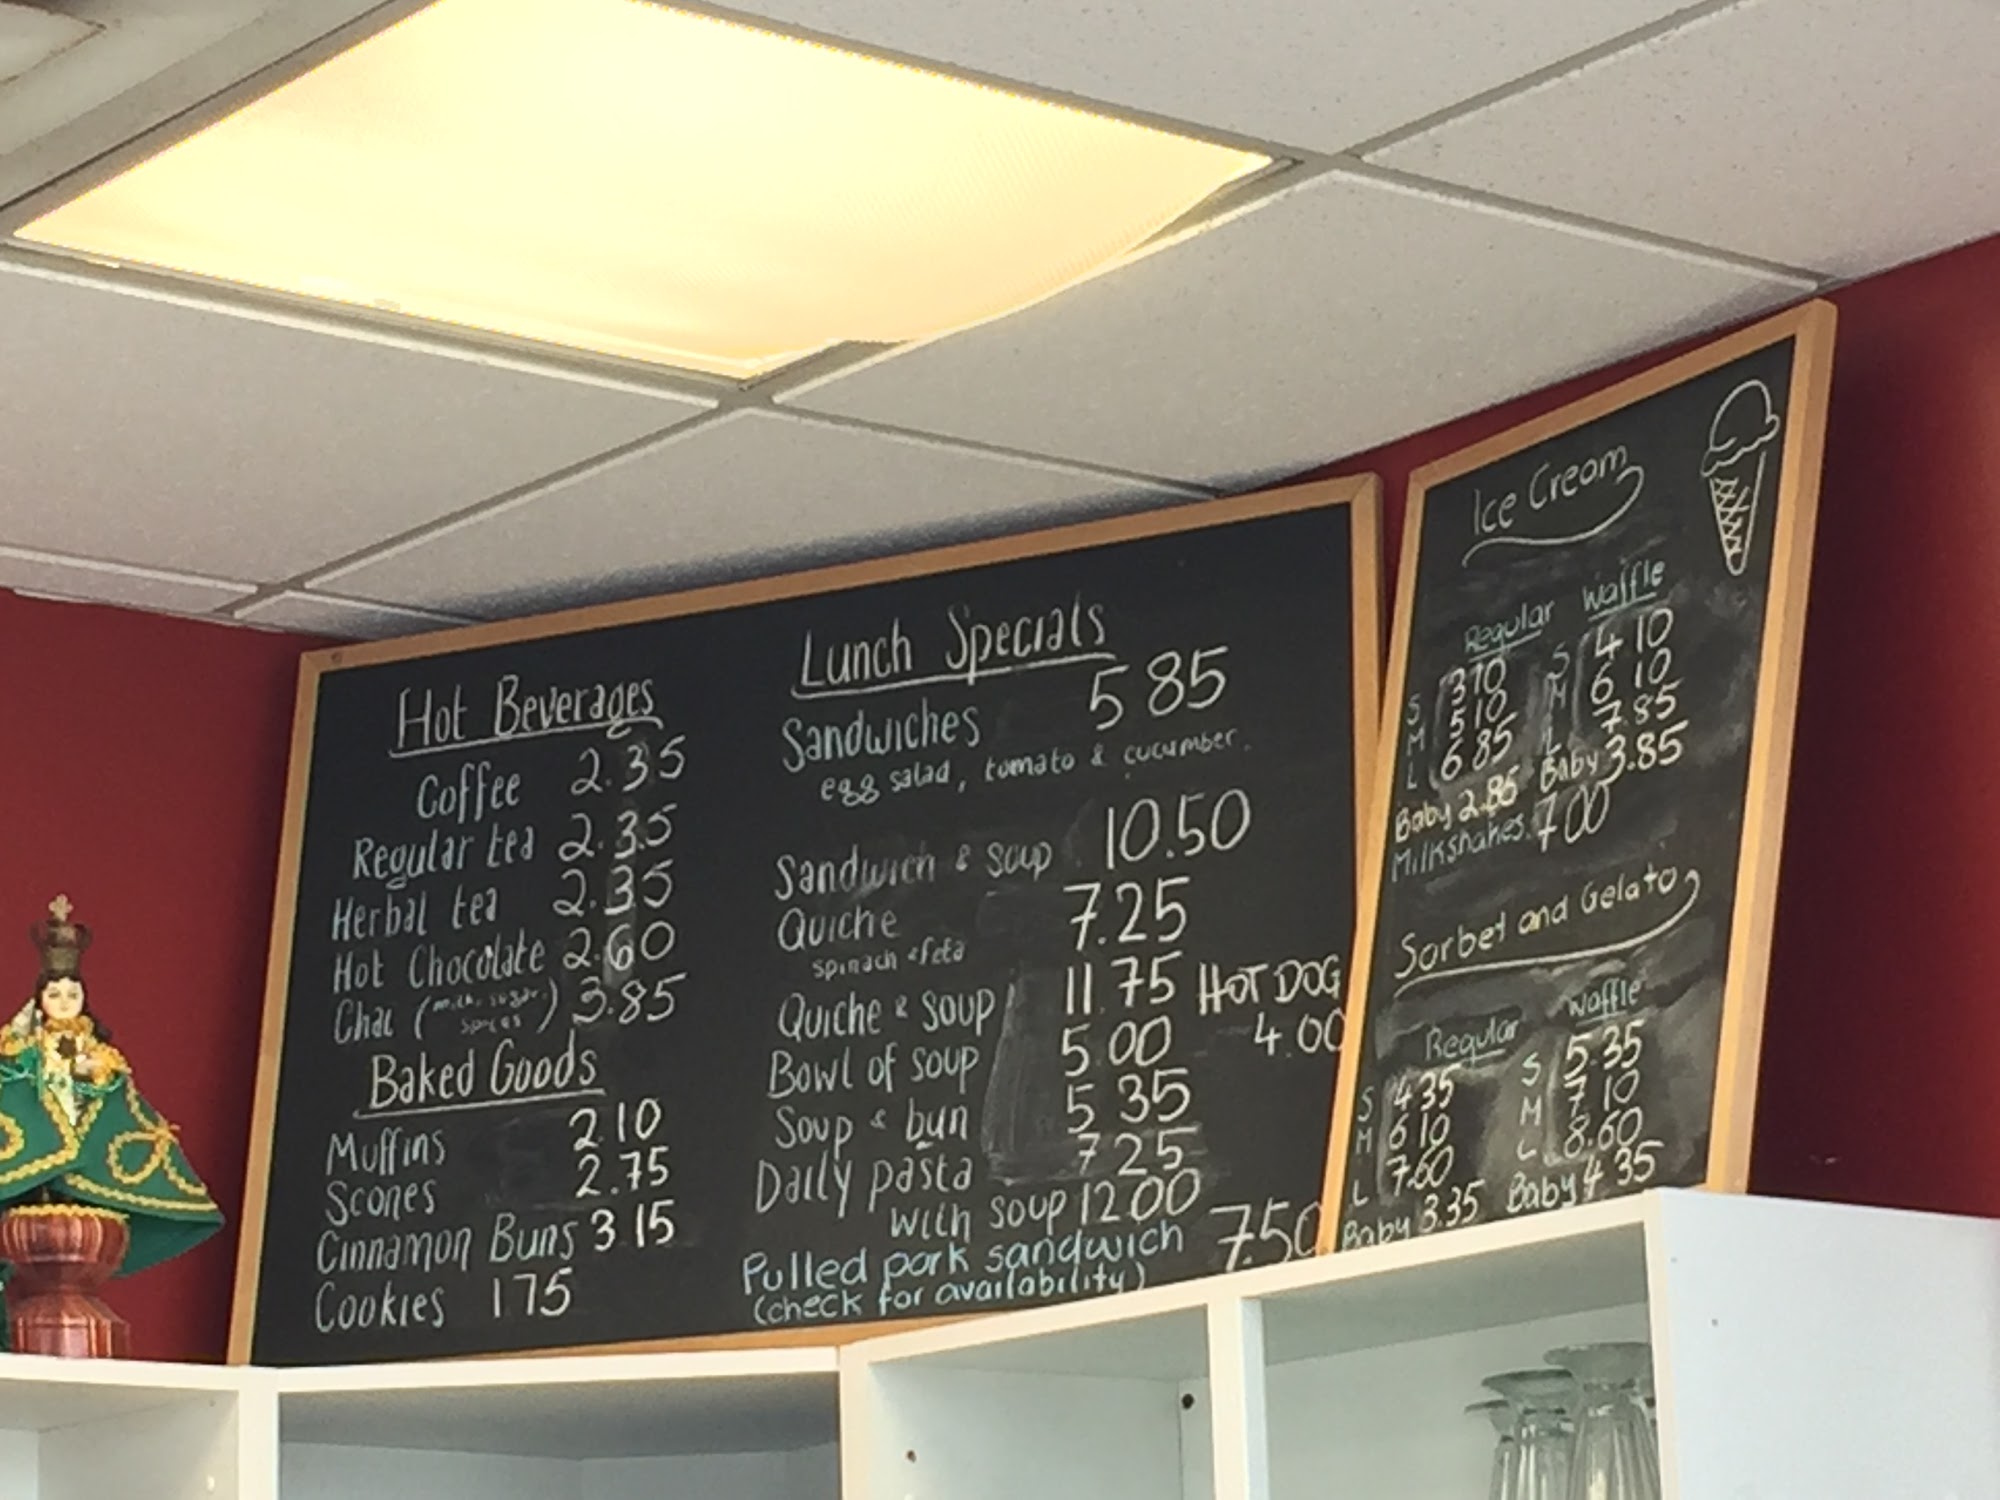 Hot Beverages
Coffee 2.35
Regular tea 2.35
Herbal tea 2.35
Hot Chocolate 2.60
Chai (milk, sugar, spices) 3.85
Baked Goods
Muffins 2.10
Scones 2.75
Cinnamon Buns 3 15
Cookies 1 75
Lunch Specials
Sandwiches 5 85
egg salad, tomato & cucumber.
Sandwich & soup 10.50
Quiche 7.25
spinach & feta
Quiche & soup 11 75
Bowl of soup 5 00
Soup & bun 5 35
Daily pasta 7 25
with soup 12 00
Pulled pork sandwich 7.50
(check for availability)
HOT DOG
4.00
Ice Cream
Regular Waffle
S 3 10 S 4 10
M 5 10 M 6 10
L 6 85 L 7.85
Baby 2.85 Baby 3.85
Milkshakes. 7 00
Sorbet and Gelato
Regular Waffle
S 4 35 S 5.35
M 6 10 M 7 10
L 7.60 L 8.60
Baby 3.35 Baby 4 35